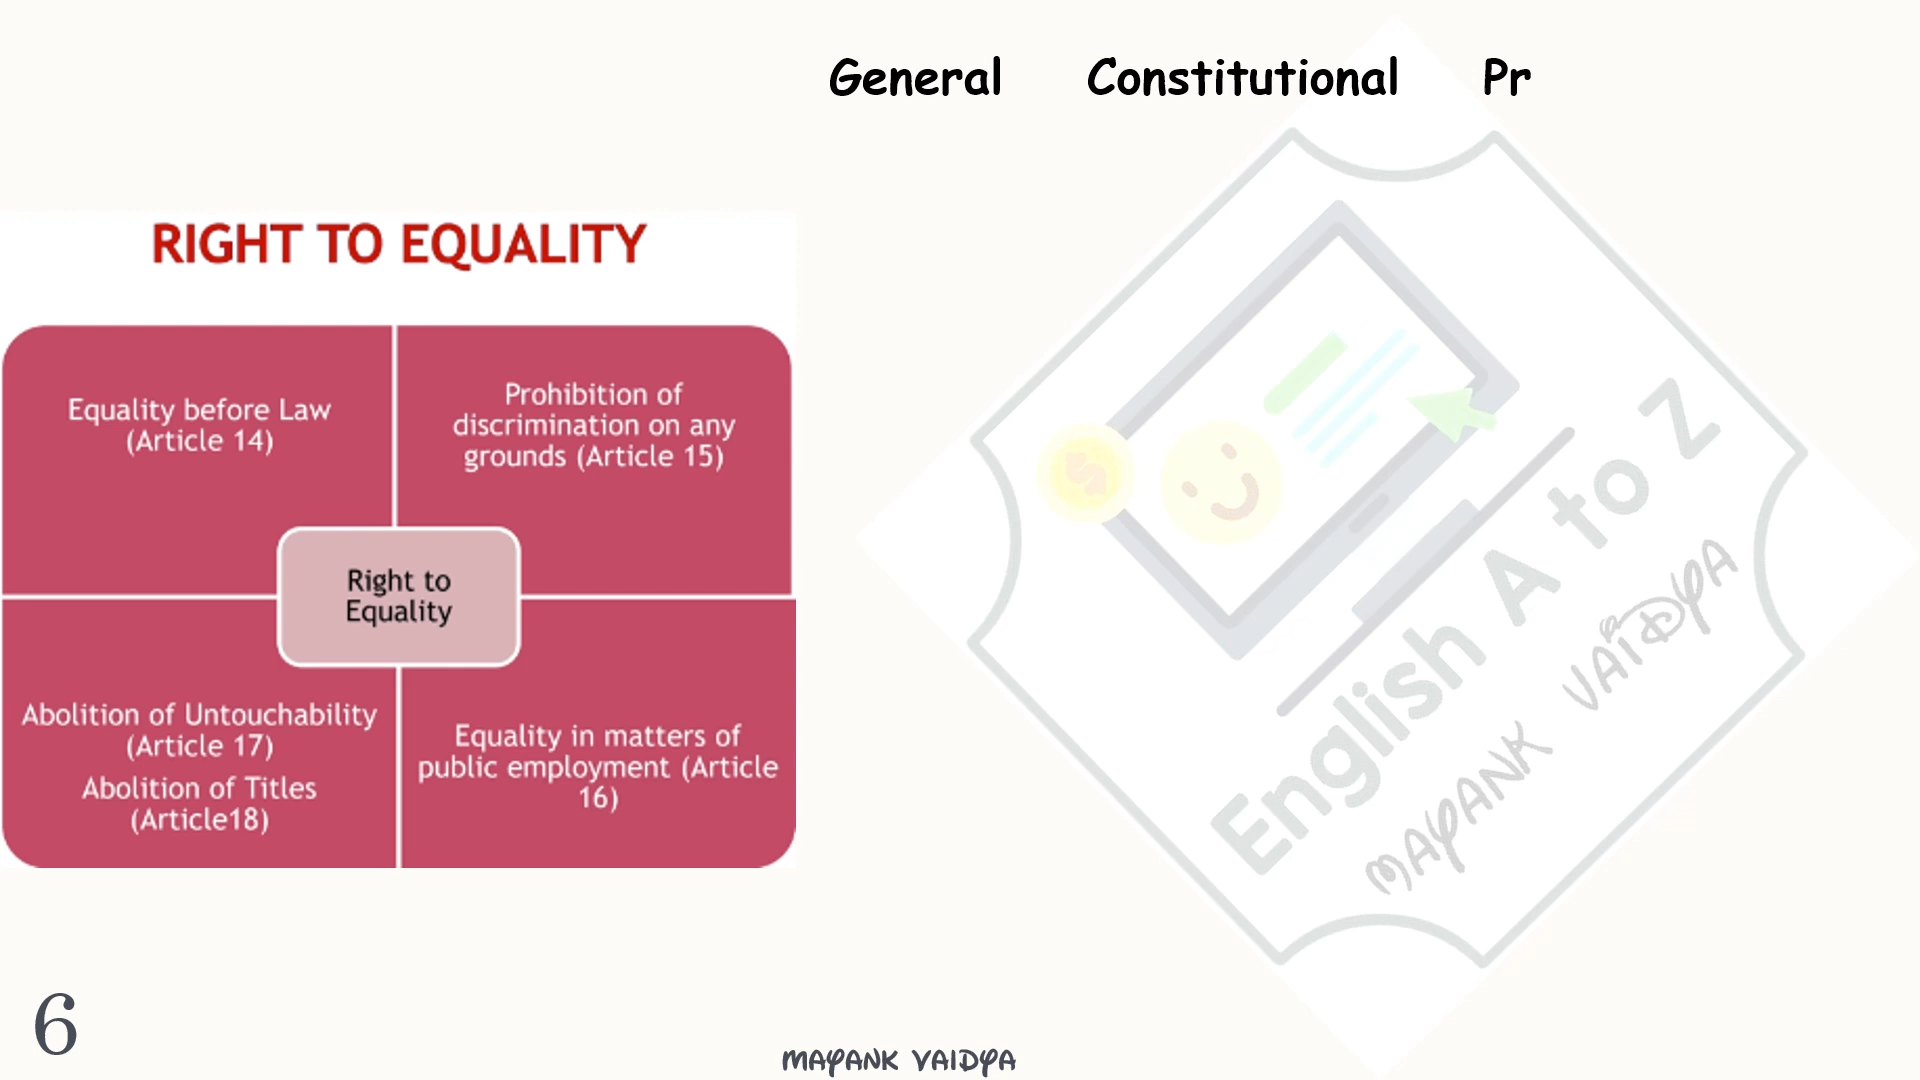 General Constitutional Pr
RIGHT TO EQUALITY
Equality before Law
(Article 14)
Prohibition of
discrimination on any
grounds (Article 15)
Right to
Equality
Abolition of Untouchability
(Article 17)
Abolition of Titles
(Article18)
Equality in matters of
public employment (Article
16)
English A to Z
MAYANK VAIDYA
6
MAYANK VAIDYA